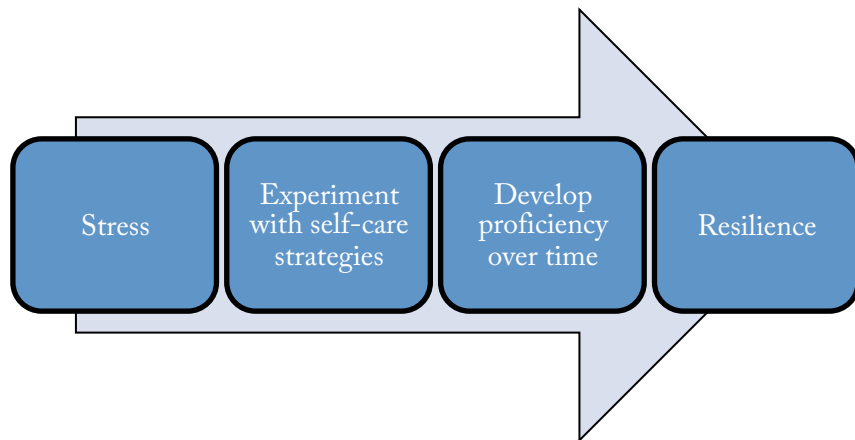 Stress
Experiment
with self-care
strategies
Develop
proficiency
over time
Resilience